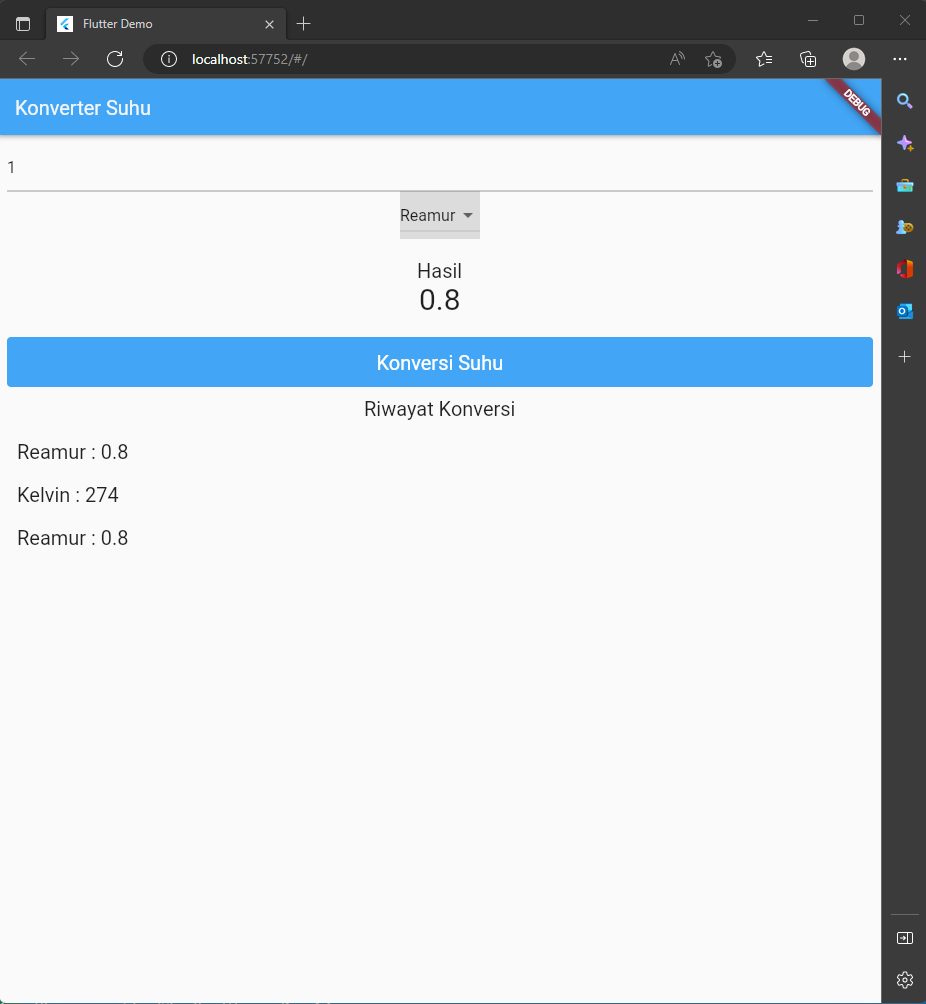 Flutter Demo
localhost:57752/#/
Konverter Suhu
DEBUG
1
Reamur
Hasil
0.8
Konversi Suhu
Riwayat Konversi
Reamur : 0.8
Kelvin : 274
Reamur : 0.8